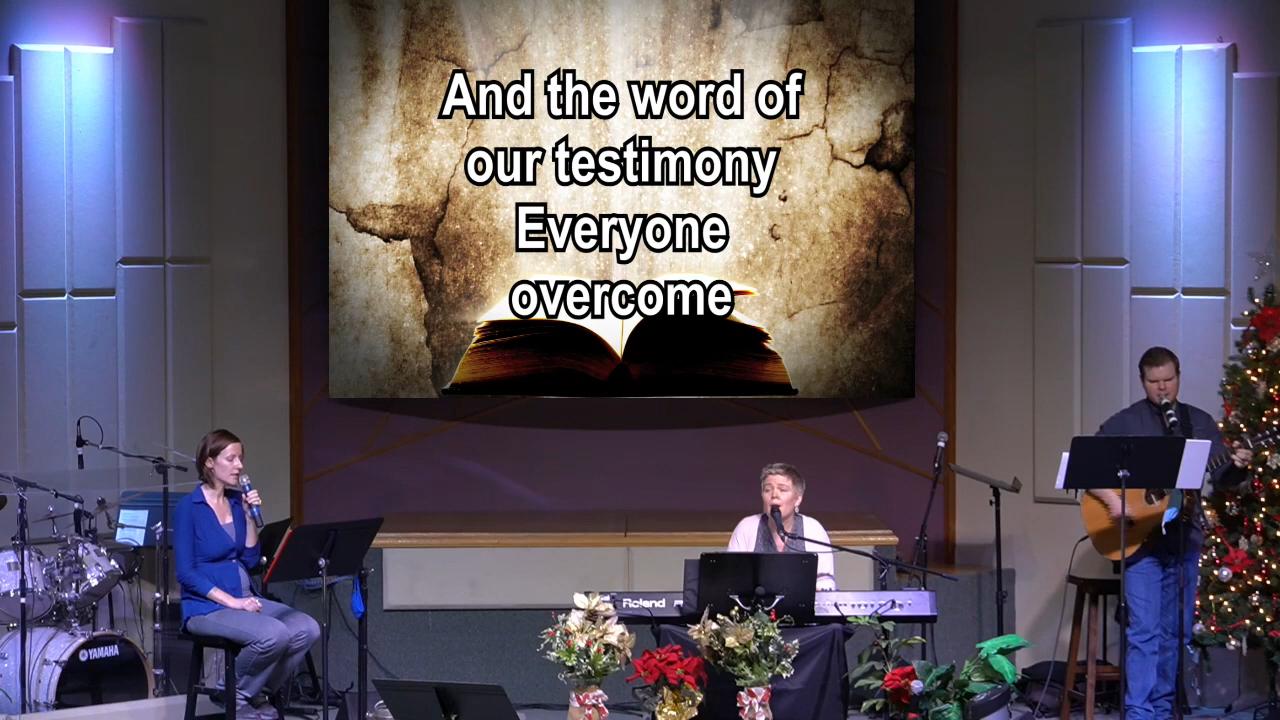 And the word of
our testimony
Everyone
overcome
Roland
YAMAHA